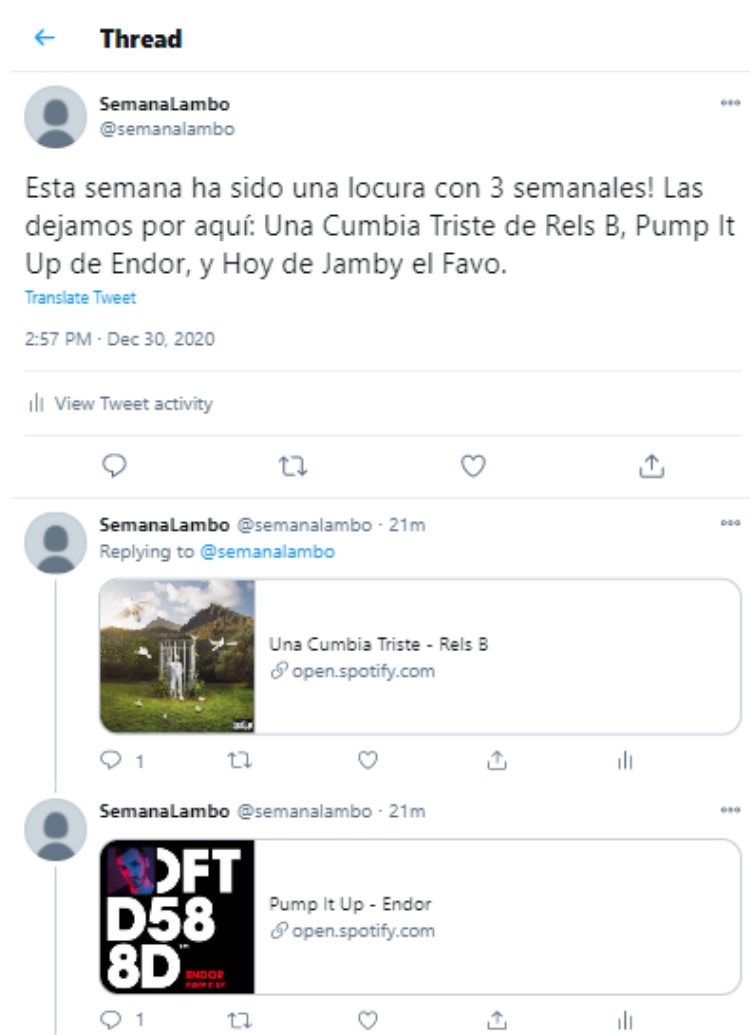 Thread
SemanaLambo
@semanalambo
Esta semana ha sido una locura con 3 semanales! Las
dejamos por aquí: Una Cumbia Triste de Rels B, Pump It
Up de Endor, y Hoy de Jamby el Favo.
Translate Tweet
2:57 PM · Dec 30, 2020
View Tweet activity
SemanaLambo @semanalambo · 21m
Replying to @semanalambo
Una Cumbia Triste - Rels B
open.spotify.com
1
SemanaLambo @semanalambo · 21m
DFT
D58
8D
ENDOR
PUMP IT UP
Pump It Up - Endor
open.spotify.com
1